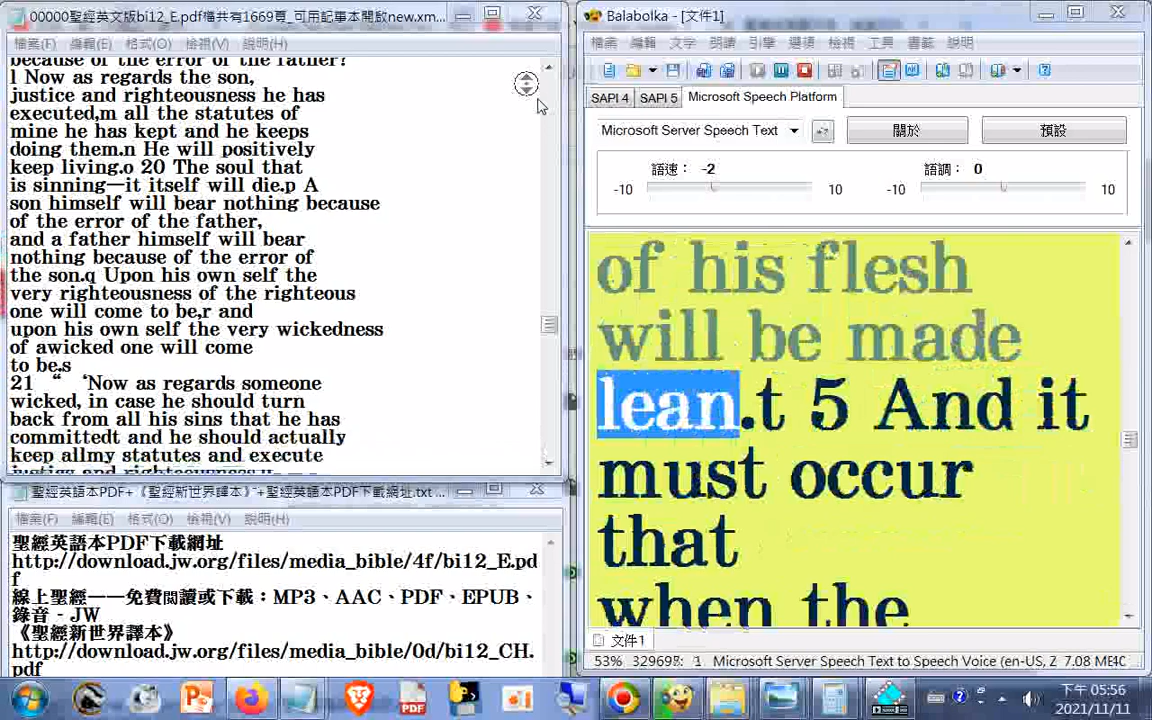 00000聖經英文版bi12_E.pdf檔共有1669頁_可用記事本開啟new.xm...
檔案(F) 編輯(E) 格式(O) 檢視(V) 說明(H)
because of the error of the father?
l Now as regards the son,
justice and righteousness he has
executed,m all the statutes of
mine he has kept and he keeps
doing them.n He will positively
keep living.o 20 The soul that
is sinning—it itself will die.p A
son himself will bear nothing because
of the error of the father,
and a father himself will bear
nothing because of the error of
the son.q Upon his own self the
very righteousness of the righteous
one will come to be,r and
upon his own self the very wickedness
of awicked one will come
to be.s
21 “ ‘Now as regards someone
wicked, in case he should turn
back from all his sins that he has
committedt and he should actually
keep allmy statutes and execute
justice and righteousness,u
聖經英語本PDF+《聖經新世界譯本》+聖經英語本PDF下載網址.txt ...
檔案(F) 編輯(E) 格式(O) 檢視(V) 說明(H)
聖經英語本PDF下載網址
http://download.jw.org/files/media_bible/4f/bi12_E.pd
f
線上聖經——免費閱讀或下載：MP3、AAC、PDF、EPUB、
錄音 - JW
《聖經新世界譯本》
http://download.jw.org/files/media_bible/0d/bi12_CH.
pdf
Balabolka - [文件1]
檔案 編輯 文字 朗讀 引擎 選項 檢視 工具 書籤 說明
SAPI 4 SAPI 5 Microsoft Speech Platform
Microsoft Server Speech Text 關於 預設
語速： -2 語調： 0
-10 10 -10 10
of his flesh
will be made
lean.t 5 And it
must occur
that
when the
文件1
53% Microsoft Server Speech Text to Speech Voice (en-US, Z
下午 05:56
2021/11/11